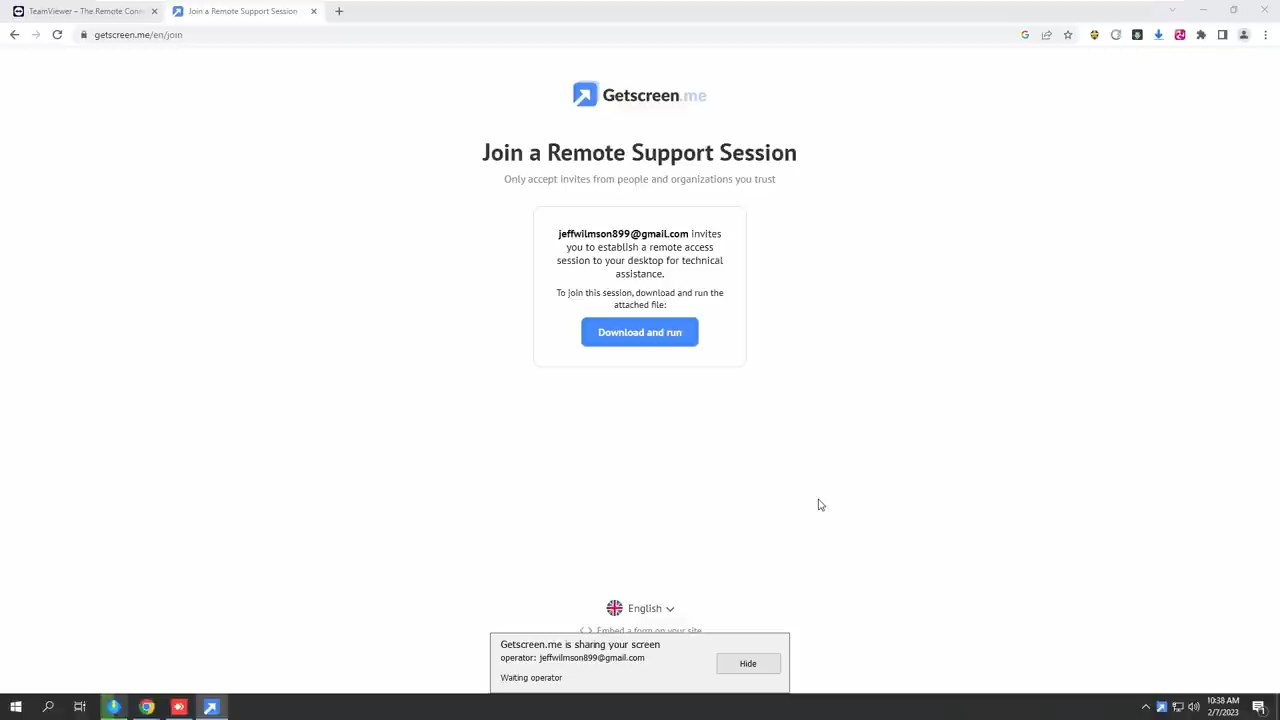 TeamViewer – The Remote Conn
Join a Remote Support Session
getscreen.me/en/join
Getscreen.me
Join a Remote Support Session
Only accept invites from people and organizations you trust
jeffwilmson899@gmail.com invites
you to establish a remote access
session to your desktop for technical
assistance.
To join this session, download and run the
attached file:
Download and run
English
Embed a form on your site
Getscreen.me is sharing your screen
operator: jeffwilmson899@gmail.com
Hide
Waiting operator
10:38 AM
2/7/2023